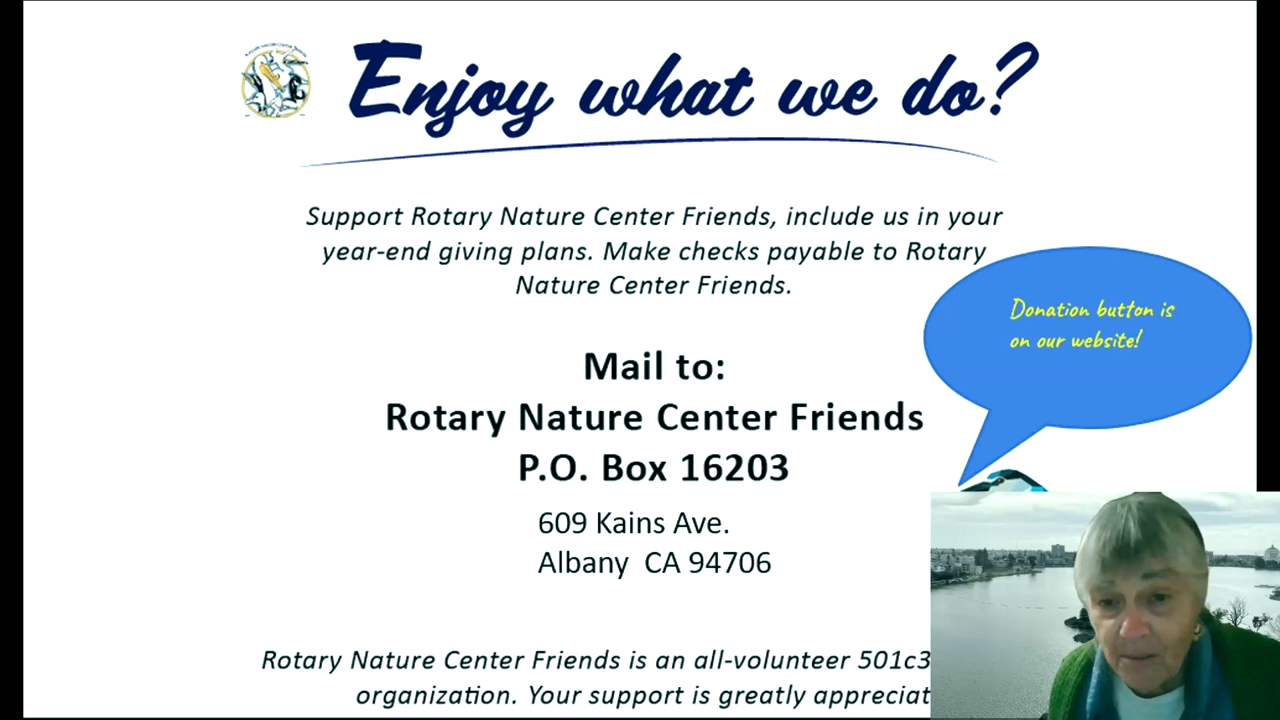 Enjoy what we do?
Support Rotary Nature Center Friends, include us in your
year-end giving plans. Make checks payable to Rotary
Nature Center Friends.
Donation button is
on our website!
Mail to:
Rotary Nature Center Friends
P.O. Box 16203
609 Kains Ave.
Albany CA 94706
Rotary Nature Center Friends is an all-volunteer 501c3
organization. Your support is greatly appreciat